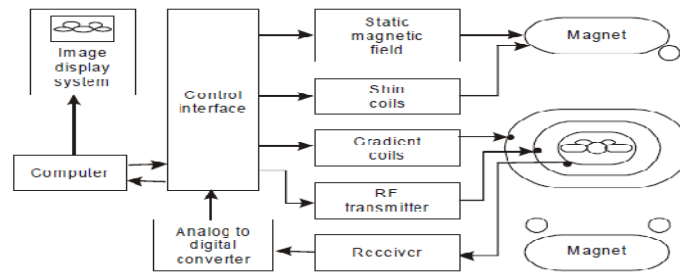 Image
display
system
Control
interface
Static
magnetic
field
Magnet
Shin
coils
Gradient
coils
Computer
RF
transmitter
Analog to
digital
converter
Receiver
Magnet